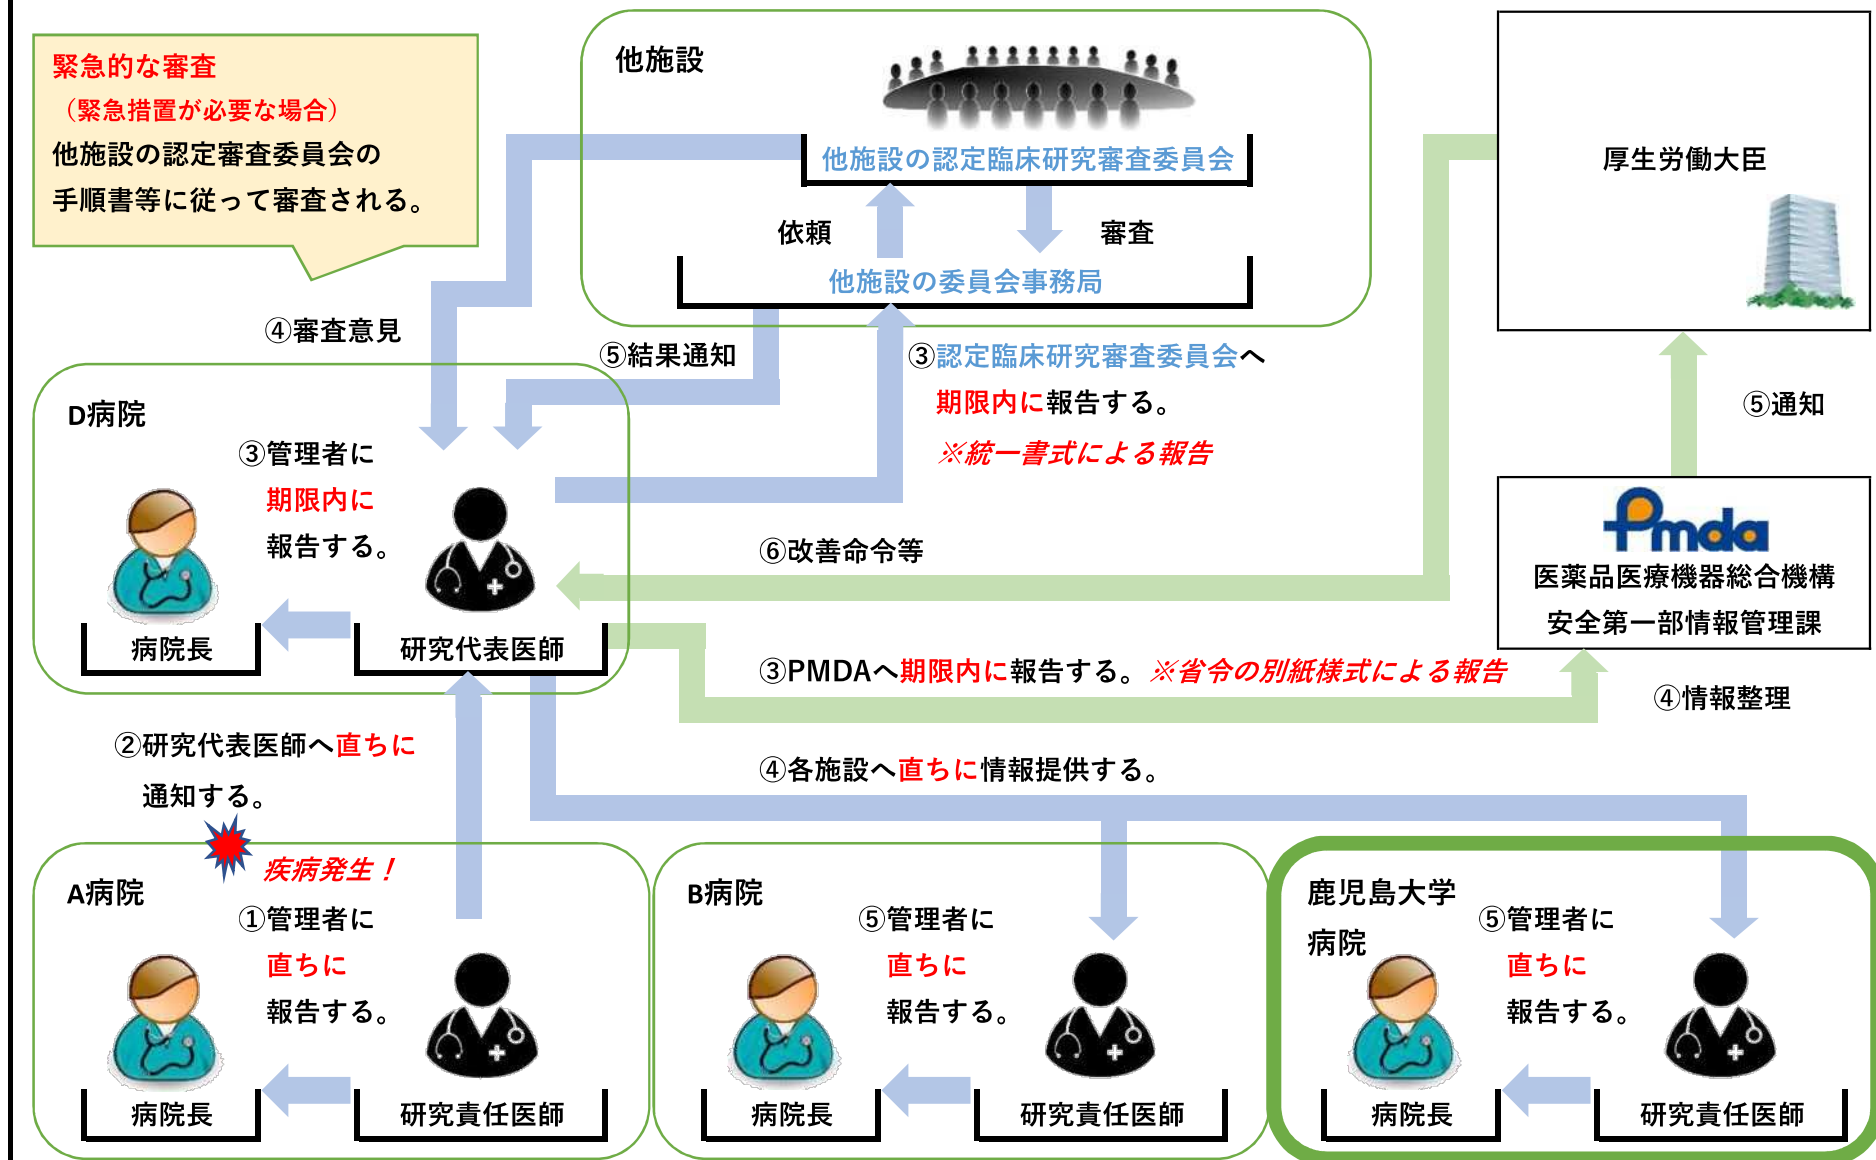 緊急的な審査
（緊急措置が必要な場合）
他施設の認定審査委員会の
手順書等に従って審査される。
他施設
他施設の認定臨床研究審査委員会
依頼
審査
他施設の委員会事務局
厚生労働大臣
④審査意見
⑤結果通知
③認定臨床研究審査委員会へ
期限内に報告する。
※統一書式による報告
⑤通知
D病院
③管理者に
期限内に
報告する。
病院長
研究代表医師
⑥改善命令等
Pmda
医薬品医療機器総合機構
安全第一部情報管理課
③PMDAへ期限内に報告する。※省令の別紙様式による報告
④情報整理
②研究代表医師へ直ちに
通知する。
④各施設へ直ちに情報提供する。
疾病発生！
A病院
①管理者に
直ちに
報告する。
病院長
研究責任医師
B病院
⑤管理者に
直ちに
報告する。
病院長
研究責任医師
鹿児島大学
病院
⑤管理者に
直ちに
報告する。
病院長
研究責任医師